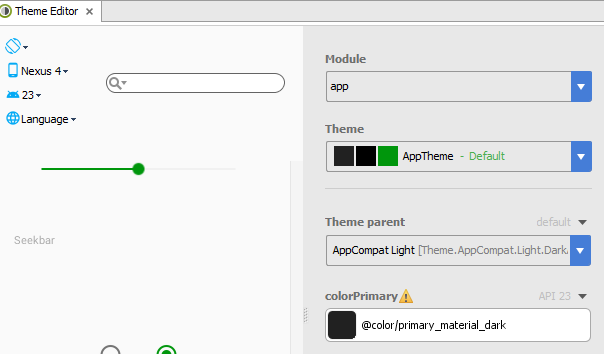 Theme Editor
Nexus 4
23
Language
Seekbar
Module
app
Theme
AppTheme - Default
Theme parent default
AppCompat Light [Theme.AppCompat.Light.Dark
colorPrimary API 23
@color/primary_material_dark